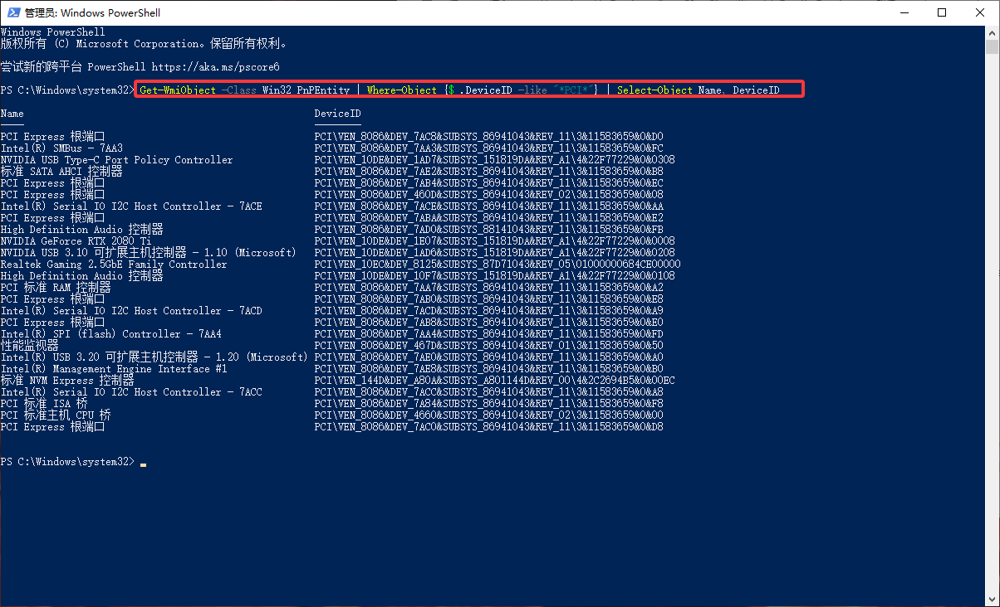 管理员: Windows PowerShell
Windows PowerShell
版权所有 (C) Microsoft Corporation。保留所有权利。
尝试新的跨平台 PowerShell https://aka.ms/pscore6
PS C:\Windows\system32> Get-WmiObject -Class Win32_PnPEntity | Where-Object {$_.DeviceID -like "*PCI*"} | Select-Object Name, DeviceID
Name DeviceID
---- --------
PCI Express 根端口 PCI\VEN_8086&DEV_7AC8&SUBSYS_86941043&REV_11\3&11583659&0&D0
Intel(R) SMBus - 7AA3 PCI\VEN_8086&DEV_7AA3&SUBSYS_86941043&REV_11\3&11583659&0&FC
NVIDIA USB Type-C Port Policy Controller PCI\VEN_10DE&DEV_1AD7&SUBSYS_151819DA&REV_A1\4&22F77229&0&0308
标准 SATA AHCI 控制器 PCI\VEN_8086&DEV_7AE2&SUBSYS_86941043&REV_11\3&11583659&0&B8
PCI Express 根端口 PCI\VEN_8086&DEV_7AB4&SUBSYS_86941043&REV_11\3&11583659&0&EC
PCI Express 根端口 PCI\VEN_8086&DEV_460D&SUBSYS_86941043&REV_02\3&11583659&0&08
Intel(R) Serial IO I2C Host Controller - 7ACE PCI\VEN_8086&DEV_7ACE&SUBSYS_86941043&REV_11\3&11583659&0&AA
PCI Express 根端口 PCI\VEN_8086&DEV_7ABA&SUBSYS_86941043&REV_11\3&11583659&0&E2
High Definition Audio 控制器 PCI\VEN_8086&DEV_7AD0&SUBSYS_88141043&REV_11\3&11583659&0&FB
NVIDIA GeForce RTX 2080 Ti PCI\VEN_10DE&DEV_1E07&SUBSYS_151819DA&REV_A1\4&22F77229&0&0008
NVIDIA USB 3.10 可扩展主机控制器 - 1.10 (Microsoft) PCI\VEN_10DE&DEV_1AD6&SUBSYS_151819DA&REV_A1\4&22F77229&0&0208
Realtek Gaming 2.5GbE Family Controller PCI\VEN_10EC&DEV_8125&SUBSYS_87D71043&REV_05\01000000684CE00000
High Definition Audio 控制器 PCI\VEN_10DE&DEV_10F7&SUBSYS_151819DA&REV_A1\4&22F77229&0&0108
PCI 标准 RAM 控制器 PCI\VEN_8086&DEV_7AA7&SUBSYS_86941043&REV_11\3&11583659&0&A2
PCI Express 根端口 PCI\VEN_8086&DEV_7AB0&SUBSYS_86941043&REV_11\3&11583659&0&E8
Intel(R) Serial IO I2C Host Controller - 7ACD PCI\VEN_8086&DEV_7ACD&SUBSYS_86941043&REV_11\3&11583659&0&A9
PCI Express 根端口 PCI\VEN_8086&DEV_7AB8&SUBSYS_86941043&REV_11\3&11583659&0&E0
Intel(R) SPI (flash) Controller - 7AA4 PCI\VEN_8086&DEV_7AA4&SUBSYS_86941043&REV_11\3&11583659&0&FD
性能监视器 PCI\VEN_8086&DEV_467D&SUBSYS_86941043&REV_01\3&11583659&0&50
Intel(R) USB 3.20 可扩展主机控制器 - 1.20 (Microsoft) PCI\VEN_8086&DEV_7AE0&SUBSYS_86941043&REV_11\3&11583659&0&A0
Intel(R) Management Engine Interface #1 PCI\VEN_8086&DEV_7AE8&SUBSYS_86941043&REV_11\3&11583659&0&B0
标准 NVM Express 控制器 PCI\VEN_144D&DEV_A80A&SUBSYS_A801144D&REV_00\4&2C2694B5&0&00EC
Intel(R) Serial IO I2C Host Controller - 7ACC PCI\VEN_8086&DEV_7ACC&SUBSYS_86941043&REV_11\3&11583659&0&A8
PCI 标准 ISA 桥 PCI\VEN_8086&DEV_7A84&SUBSYS_86941043&REV_11\3&11583659&0&F8
PCI 标准主机 CPU 桥 PCI\VEN_8086&DEV_4660&SUBSYS_86941043&REV_02\3&11583659&0&00
PCI Express 根端口 PCI\VEN_8086&DEV_7AC0&SUBSYS_86941043&REV_11\3&11583659&0&D8
PS C:\Windows\system32>